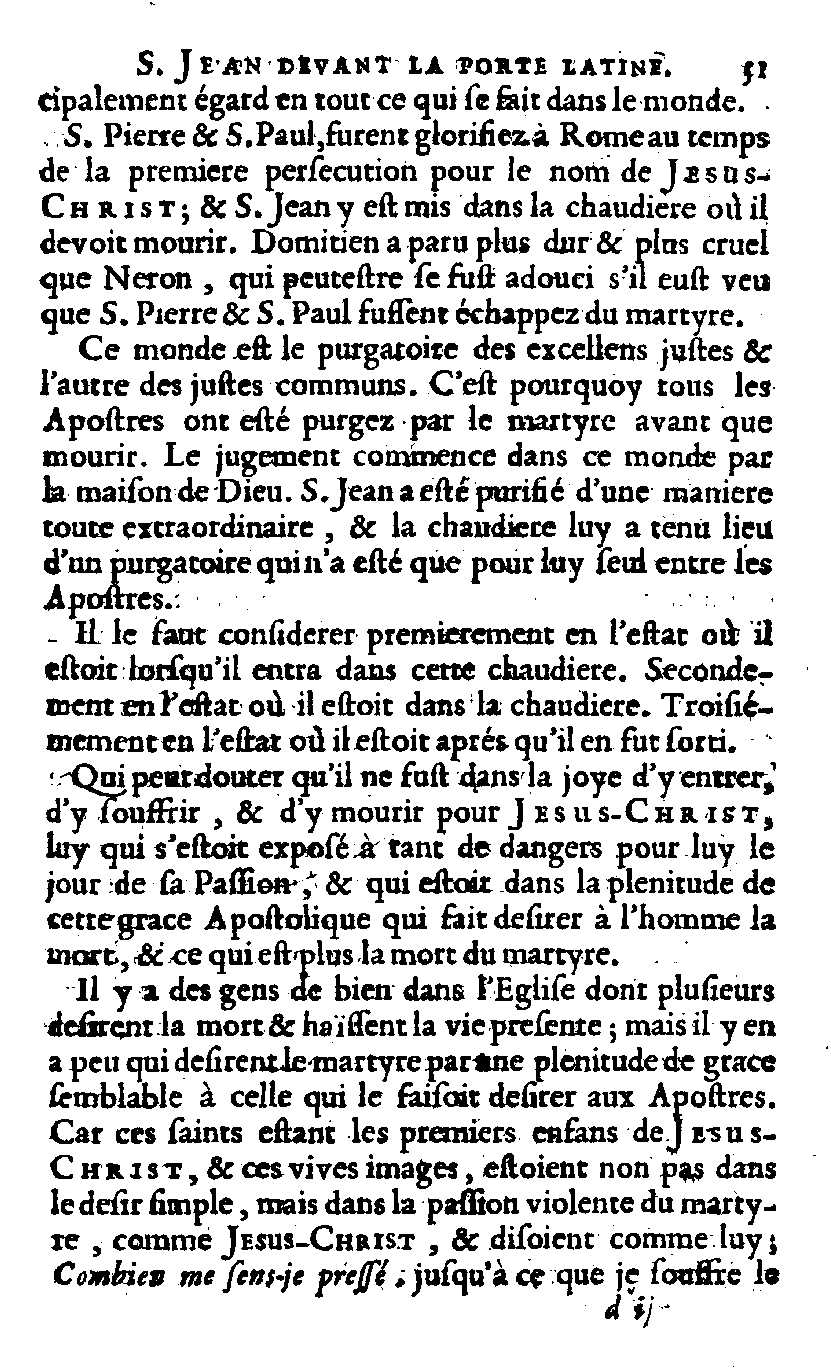 S. JEAN DEVANT LA PORTE LATINE. 51
cipalement égard en tout ce qui ſe fait dans le monde.
S. Pierre & S. Paul, furent glorifiez à Rome au temps
de la premiere perſecution pour le nom de JESUS-
CHRIST; & S. Jean y eſt mis dans la chaudiere où il
devoit mourir. Domitien a paru plus dur & plus cruel
que Neron, qui peuteſtre ſe fuſt adouci s'il euſt veu
que S. Pierre & S. Paul fuſſent échappez du martyre.
Ce monde eſt le purgatoire des excellens juſtes &
l'autre des juſtes communs. C'eſt pourquoy tous les
Apoſtres ont eſté purgez par le martyre avant que
mourir. Le jugement commence dans ce monde par
la maiſon de Dieu. S. Jean a eſté purifié d'une maniere
toute extraordinaire, & la chaudiere luy a tenu lieu
d'un purgatoire qui n'a eſté que pour luy ſeul entre les
Apoſtres.
Il le faut conſiderer premierement en l'eſtat où il
eſtoit lorſqu'il entra dans cette chaudiere. Seconde-
ment en l'eſtat où il eſtoit dans la chaudiere. Troiſié-
mement en l'eſtat où il eſtoit aprés qu'il en fut ſorti.
Qui peut douter qu'il ne fuſt dans la joye d'y entrer,
d'y ſouffrir, & d'y mourir pour JESUS-CHRIST,
luy qui s'eſtoit expoſé à tant de dangers pour luy le
jour de ſa Paſſion, & qui eſtoit dans la plenitude de
cette grace Apoſtolique qui fait deſirer à l'homme la
mort, & ce qui eſt plus la mort du martyre.
Il y a des gens de bien dans l'Egliſe dont pluſieurs
deſirent la mort & haïſſent la vie preſente; mais il y en
a peu qui deſirent le martyre par une plenitude de grace
ſemblable à celle qui le faiſoit deſirer aux Apoſtres.
Car ces ſaints eſtant les premiers enfans de JESUS-
CHRIST, & ces vives images, eſtoient non pas dans
le deſir ſimple, mais dans la paſſion violente du marty-
re, comme JESUS-CHRIST, & diſoient comme luy;
Combien me ſens-je preſſé, juſqu'à ce que je ſouffre le
d ij